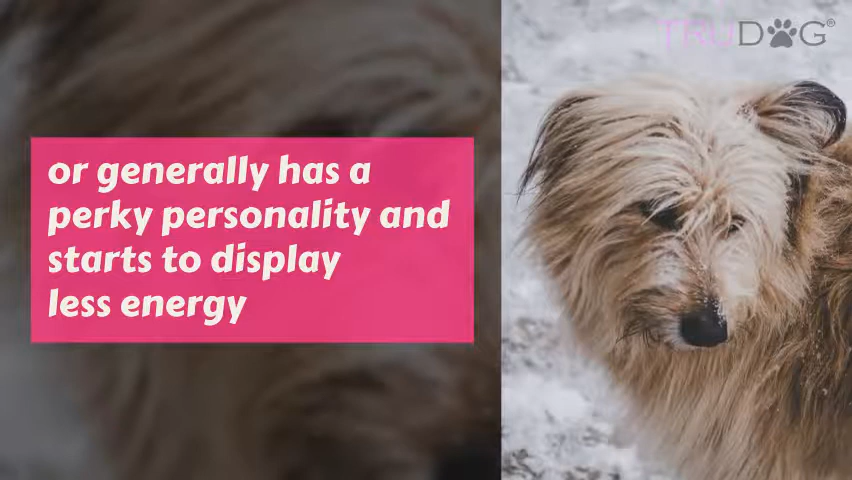 TRUDOG®
or generally has a
perky personality and
starts to display
less energy